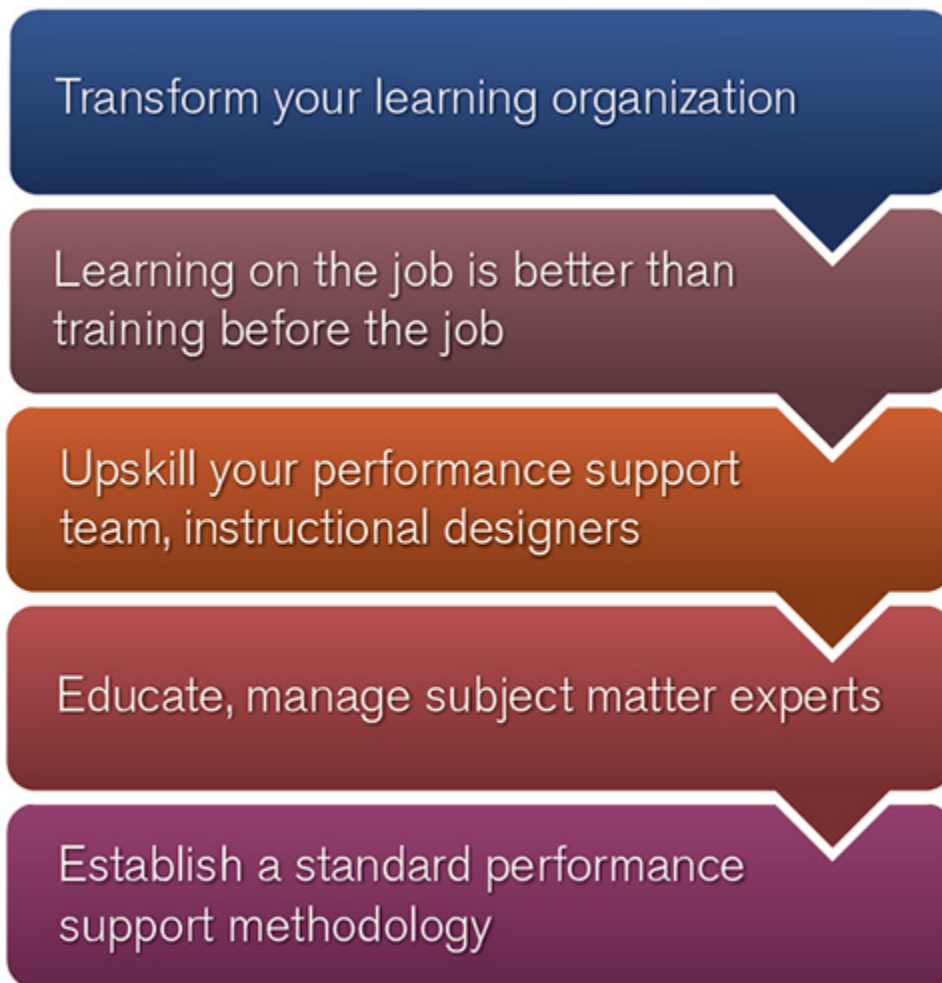 Transform your learning organization
Learning on the job is better than
training before the job
Upskill your performance support
team, instructional designers
Educate, manage subject matter experts
Establish a standard performance
support methodology